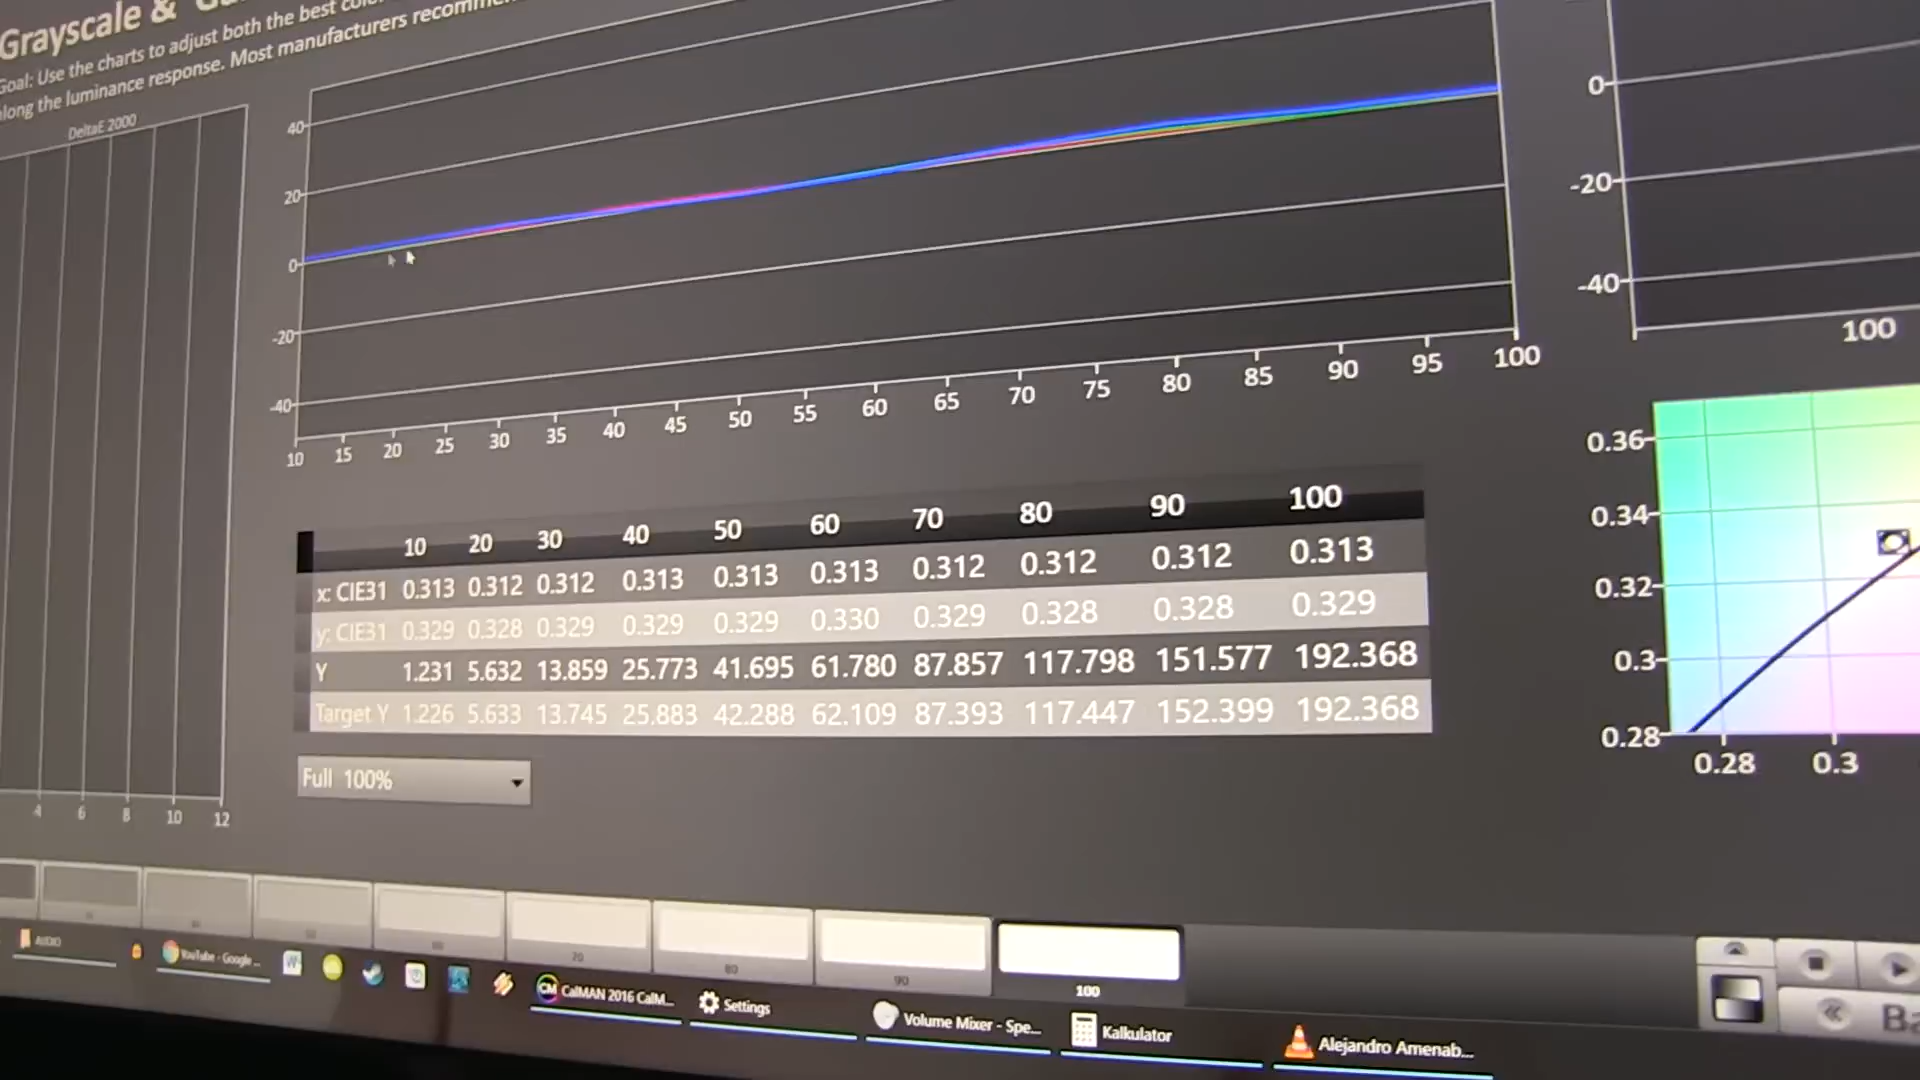 Grayscale &
Goal: Use the charts to adjust both the best
along the luminance response. Most manufacturers
DeltaE 2000
40
20
0
-20
-40
10 15 20 25 30 35 40 45 50 55 60 65 70 75 80 85 90 95 100
0
-20
-40
100
4 6 8 10 12
10 20 30 40 50 60 70 80 90 100
x: CIE31 0.313 0.312 0.312 0.313 0.313 0.313 0.312 0.312 0.312 0.313
y: CIE31 0.329 0.328 0.329 0.329 0.329 0.330 0.329 0.328 0.328 0.329
Y 1.231 5.632 13.859 25.773 41.695 61.780 87.857 117.798 151.577 192.368
Target Y 1.226 5.633 13.745 25.883 42.288 62.109 87.393 117.447 152.399 192.368
Full 100%
0.36
0.34
0.32
0.3
0.28
0.28 0.3
70 80 90 100
AUDIO
YouTube - Google ...
CM CalMAN 2016 CalM...
Settings
Volume Mixer - Spe...
Kalkulator
Alejandro Amenab...